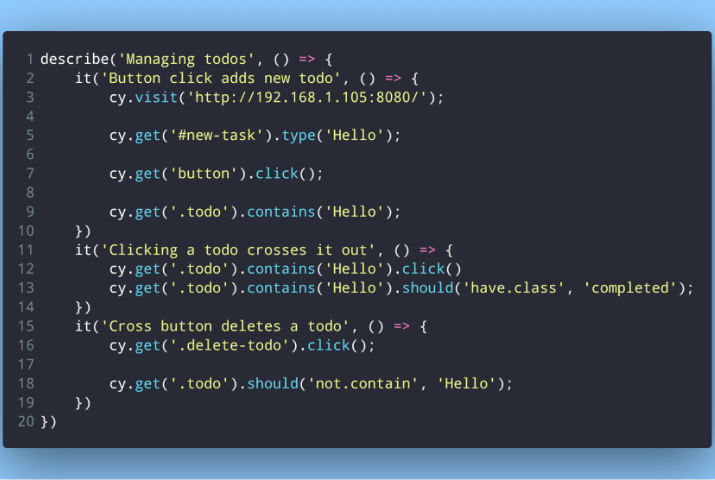 1 describe('Managing todos', () => {
2     it('Button click adds new todo', () => {
3         cy.visit('http://192.168.1.105:8080/');
4
5         cy.get('#new-task').type('Hello');
6
7         cy.get('button').click();
8
9         cy.get('.todo').contains('Hello');
10     })
11     it('Clicking a todo crosses it out', () => {
12         cy.get('.todo').contains('Hello').click()
13         cy.get('.todo').contains('Hello').should('have.class', 'completed');
14     })
15     it('Cross button deletes a todo', () => {
16         cy.get('.delete-todo').click();
17
18         cy.get('.todo').should('not.contain', 'Hello');
19     })
20 })